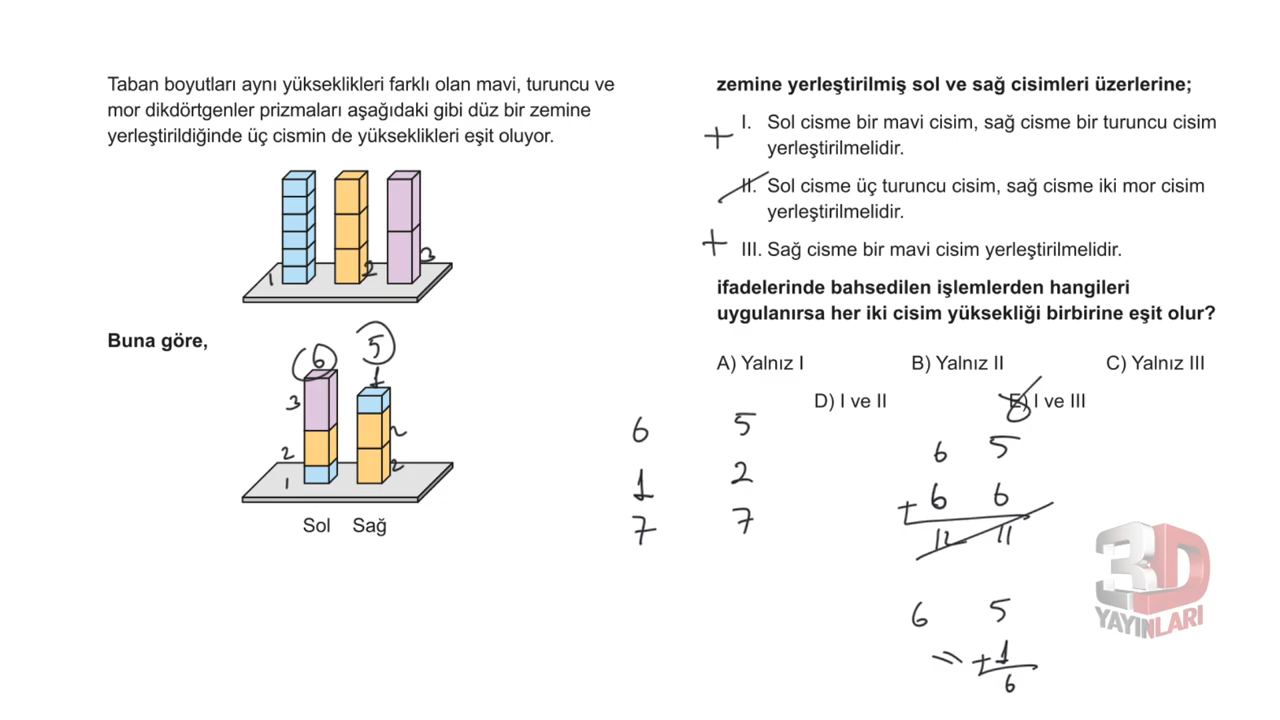 Taban boyutları aynı yükseklikleri farklı olan mavi, turuncu ve
mor dikdörtgenler prizmaları aşağıdaki gibi düz bir zemine
yerleştirildiğinde üç cismin de yükseklikleri eşit oluyor.
1
2
3
Buna göre,
6
5
3
2
1
1
2
2
Sol Sağ
zemine yerleştirilmiş sol ve sağ cisimleri üzerlerine;
+ I. Sol cisme bir mavi cisim, sağ cisme bir turuncu cisim
yerleştirilmelidir.
II. Sol cisme üç turuncu cisim, sağ cisme iki mor cisim
yerleştirilmelidir.
+ III. Sağ cisme bir mavi cisim yerleştirilmelidir.
ifadelerinde bahsedilen işlemlerden hangileri
uygulanırsa her iki cisim yüksekliği birbirine eşit olur?
A) Yalnız I
B) Yalnız II
C) Yalnız III
D) I ve II
E) I ve III
6 5
1 2
7 7
6 5
+ 6 6
12 11
6 5
= + 1
6
3D
YAYINLARI